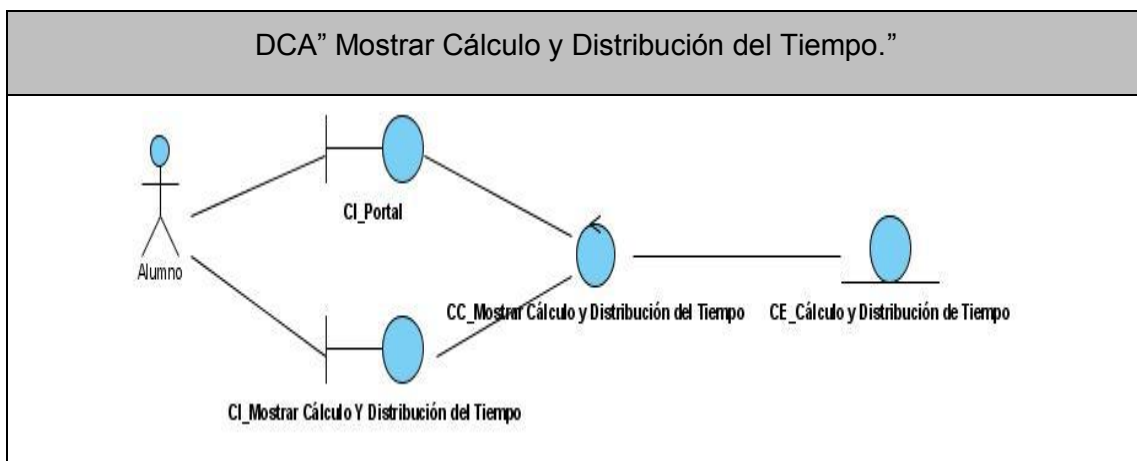 DCA” Mostrar Cálculo y Distribución del Tiempo.”
CI_Portal
Alumno
CC_Mostrar Cálculo y Distribución del Tiempo
CE_Cálculo y Distribución de Tiempo
CI_Mostrar Cálculo Y Distribución del Tiempo